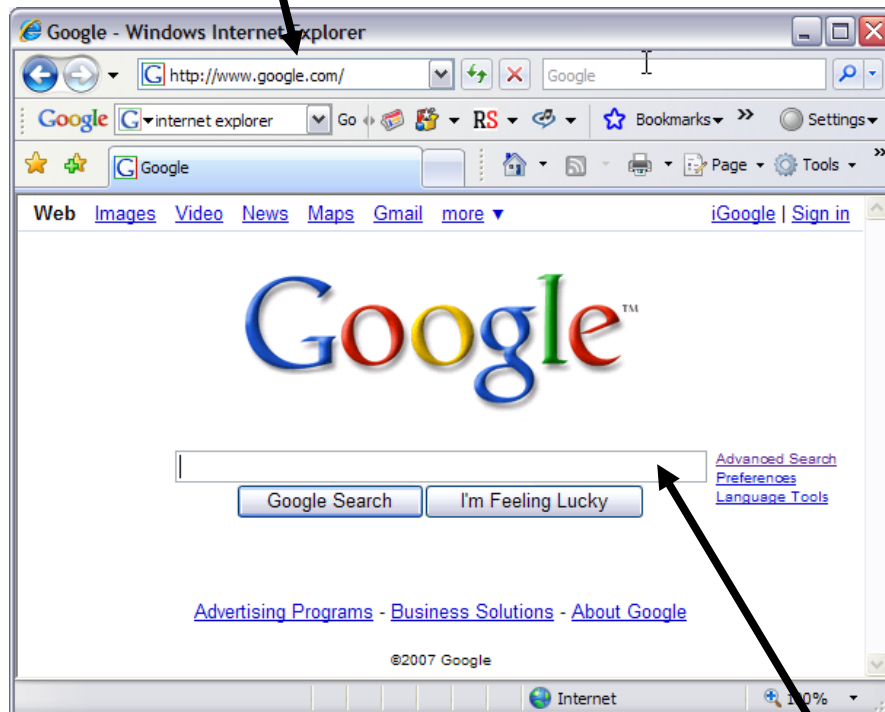 Google - Windows Internet Explorer
http://www.google.com/ Google
Google G internet explorer Go RS Bookmarks >> Settings
G Google Page Tools >>
Web Images Video News Maps Gmail more iGoogle | Sign in
Google™
Advanced Search
Preferences
Language Tools
Google Search I'm Feeling Lucky
Advertising Programs - Business Solutions - About Google
©2007 Google
Internet